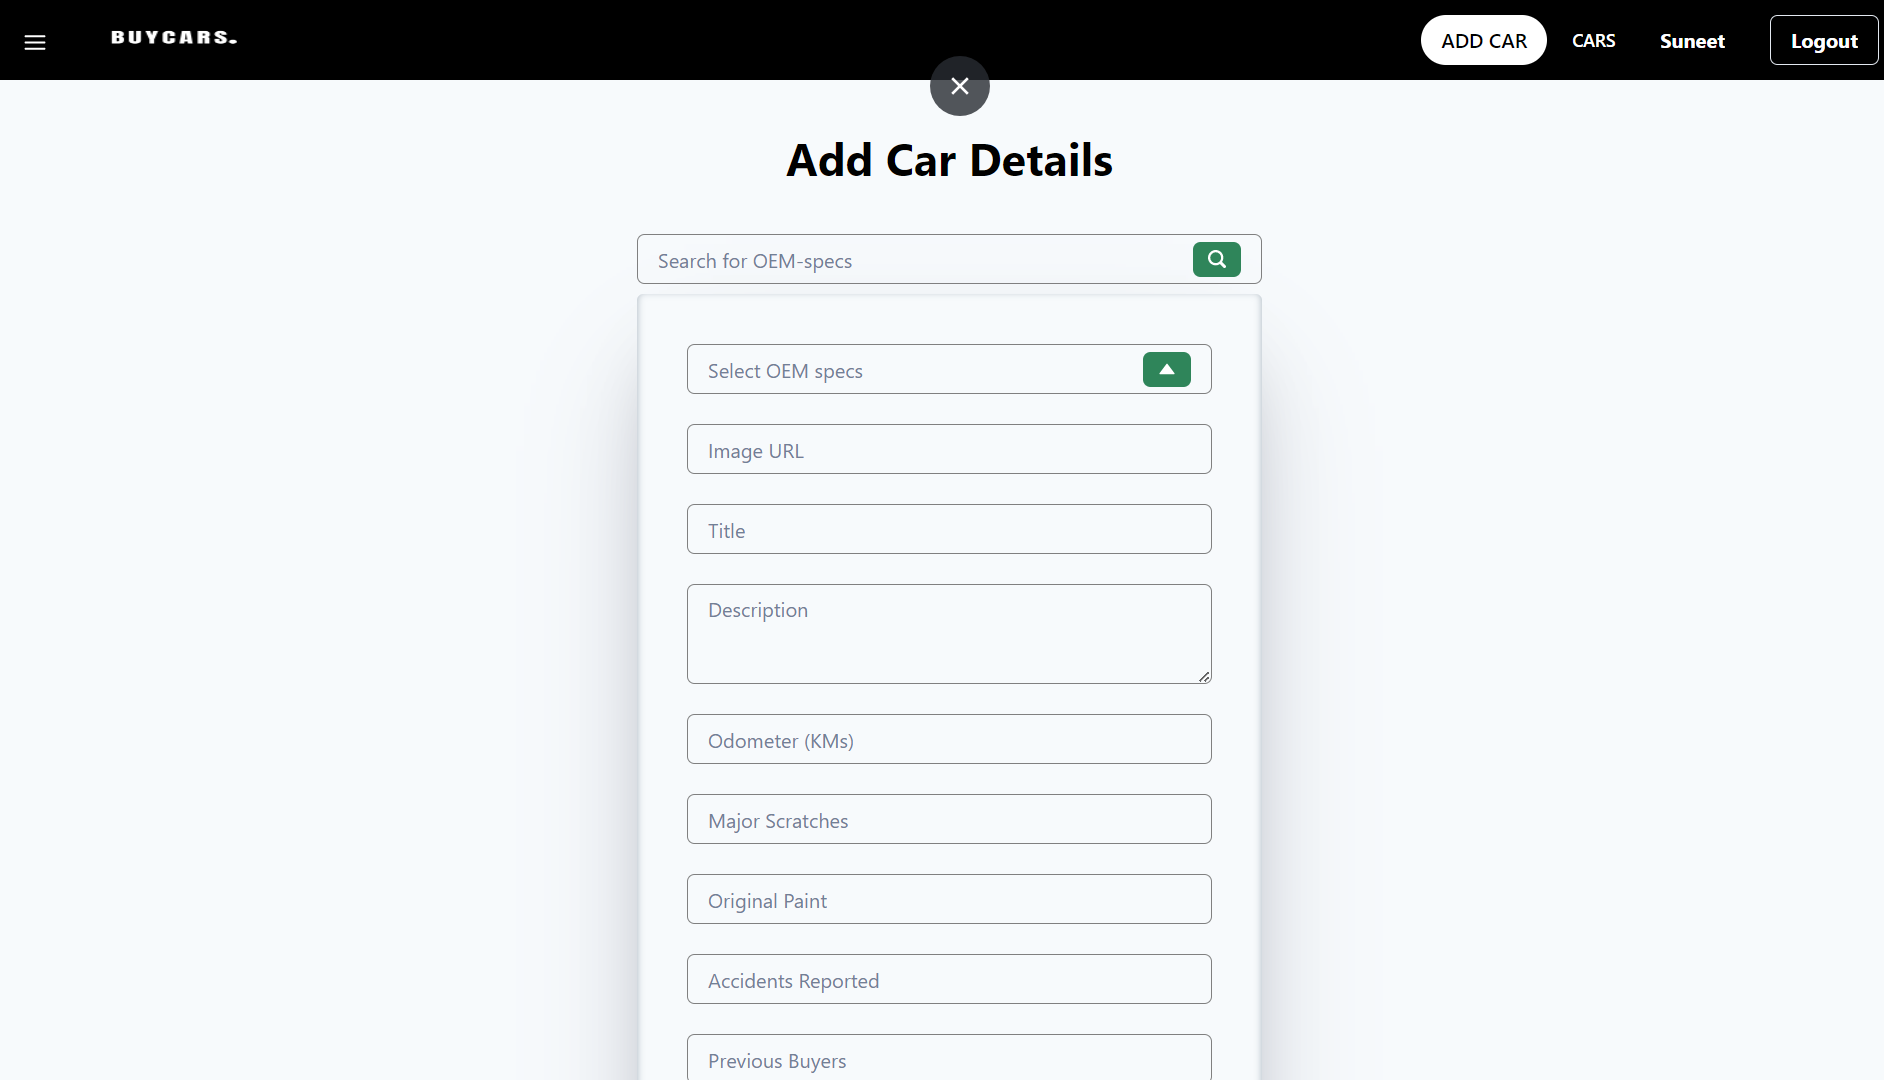 BUYCARS.
ADD CAR
CARS
Suneet
Logout
Add Car Details
Search for OEM-specs
Select OEM specs
Image URL
Title
Description
Odometer (KMs)
Major Scratches
Original Paint
Accidents Reported
Previous Buyers